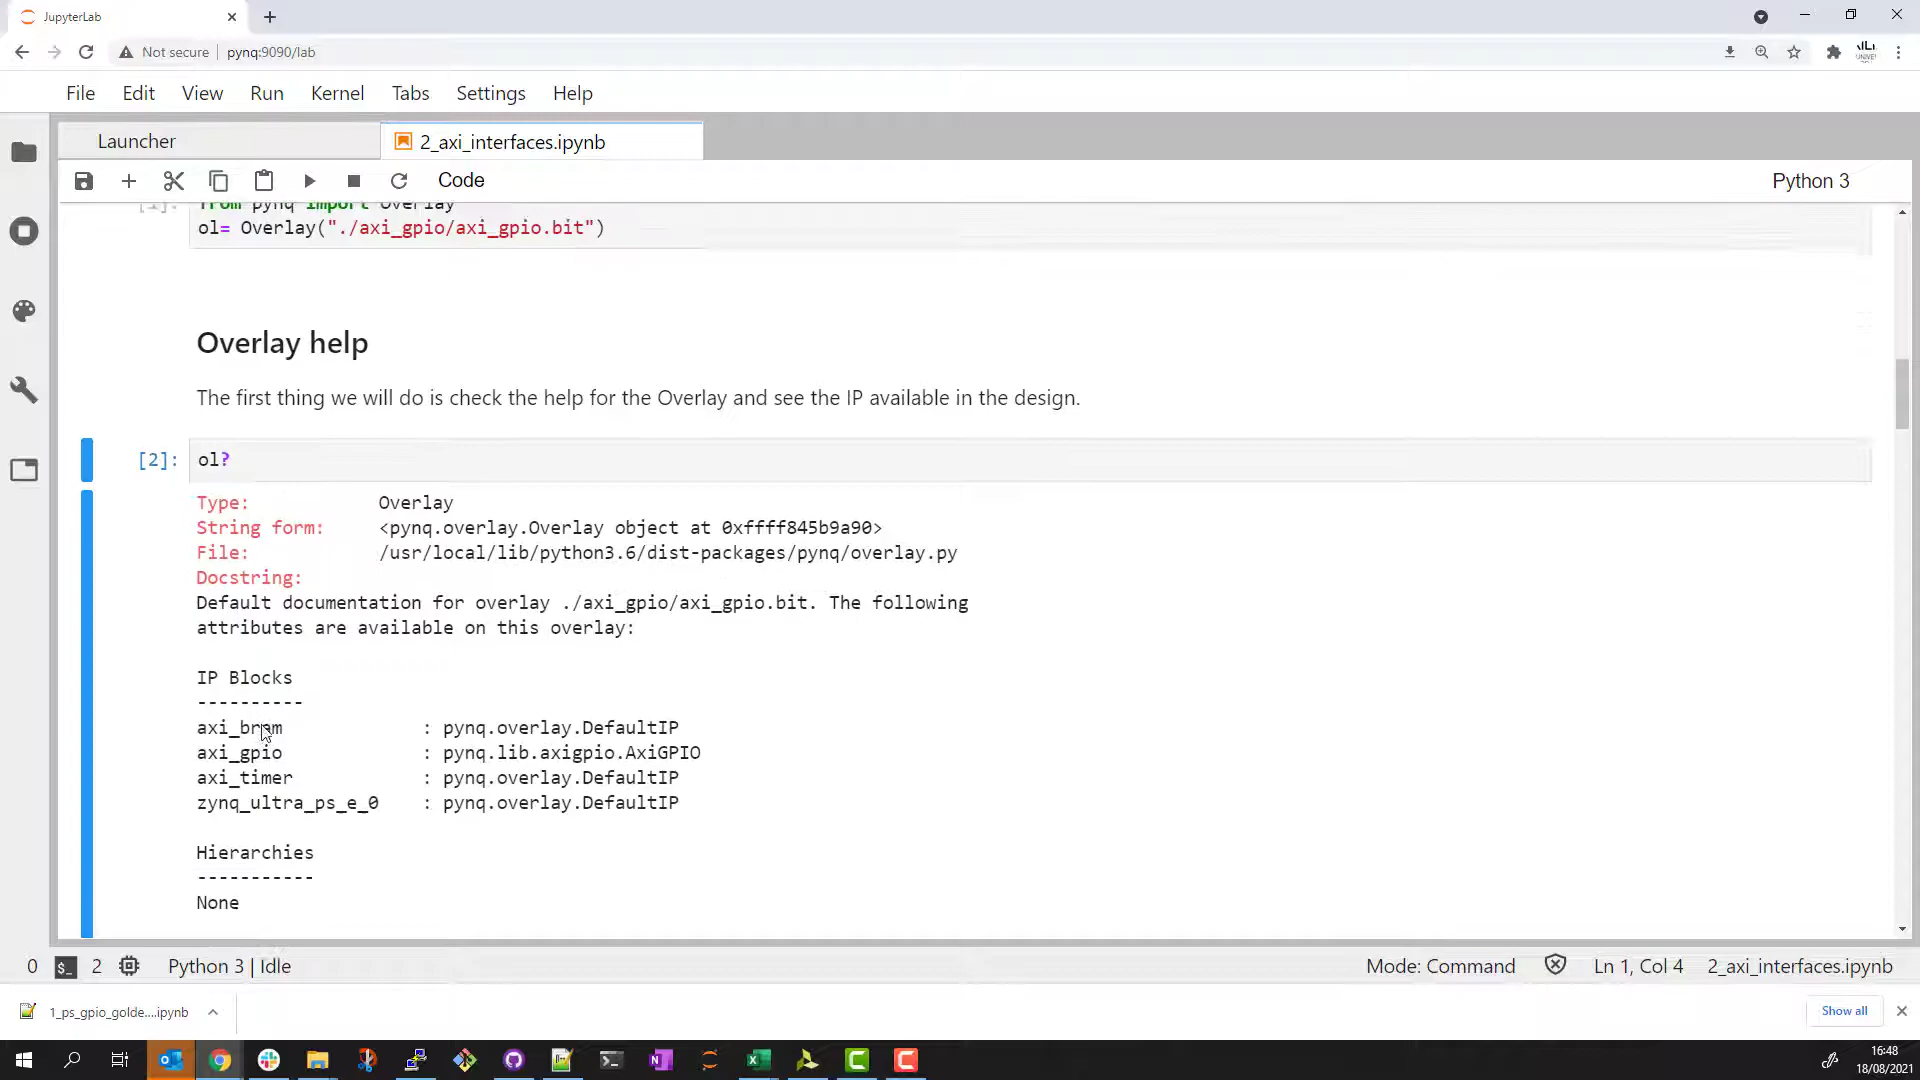 JupyterLab
Not secure
pynq:9090/lab
File Edit View Run Kernel Tabs Settings Help
Launcher
2_axi_interfaces.ipynb
Code
Python 3
[1]: from pynq import Overlay
ol= Overlay("./axi_gpio/axi_gpio.bit")
Overlay help
The first thing we will do is check the help for the Overlay and see the IP available in the design.
[2]: ol?
Type: Overlay
String form: <pynq.overlay.Overlay object at 0xffff845b9a90>
File: /usr/local/lib/python3.6/dist-packages/pynq/overlay.py
Docstring:
Default documentation for overlay ./axi_gpio/axi_gpio.bit. The following
attributes are available on this overlay:
IP Blocks
----------
axi_bram : pynq.overlay.DefaultIP
axi_gpio : pynq.lib.axigpio.AxiGPIO
axi_timer : pynq.overlay.DefaultIP
zynq_ultra_ps_e_0 : pynq.overlay.DefaultIP
Hierarchies
-----------
None
0 $_ 2 Python 3 | Idle
Mode: Command
Ln 1, Col 4
2_axi_interfaces.ipynb
1_ps_gpio_golde....ipynb
Show all
16:48
18/08/2021